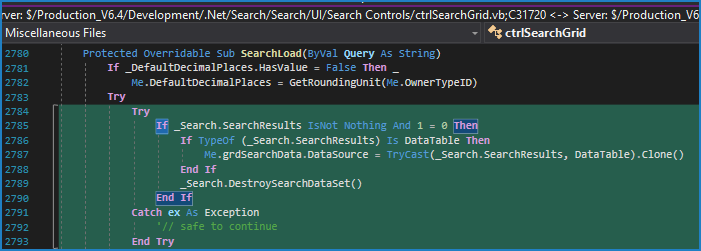 erver: $/Production_V6.4/Development/.Net/Search/Search/UI/Search Controls/ctrlSearchGrid.vb;C31720 <-> Server: $/Production_V6
Miscellaneous Files ctrlSearchGrid
2780 Protected Overridable Sub SearchLoad(ByVal Query As String)
2781 If _DefaultDecimalPlaces.HasValue = False Then _
2782 Me.DefaultDecimalPlaces = GetRoundingUnit(Me.OwnerTypeID)
2783 Try
2784 Try
2785 If _Search.SearchResults IsNot Nothing And 1 = 0 Then
2786 If TypeOf (_Search.SearchResults) Is DataTable Then
2787 Me.grdSearchData.DataSource = TryCast(_Search.SearchResults, DataTable).Clone()
2788 End If
2789 _Search.DestroySearchDataSet()
2790 End If
2791 Catch ex As Exception
2792 '// safe to continue
2793 End Try